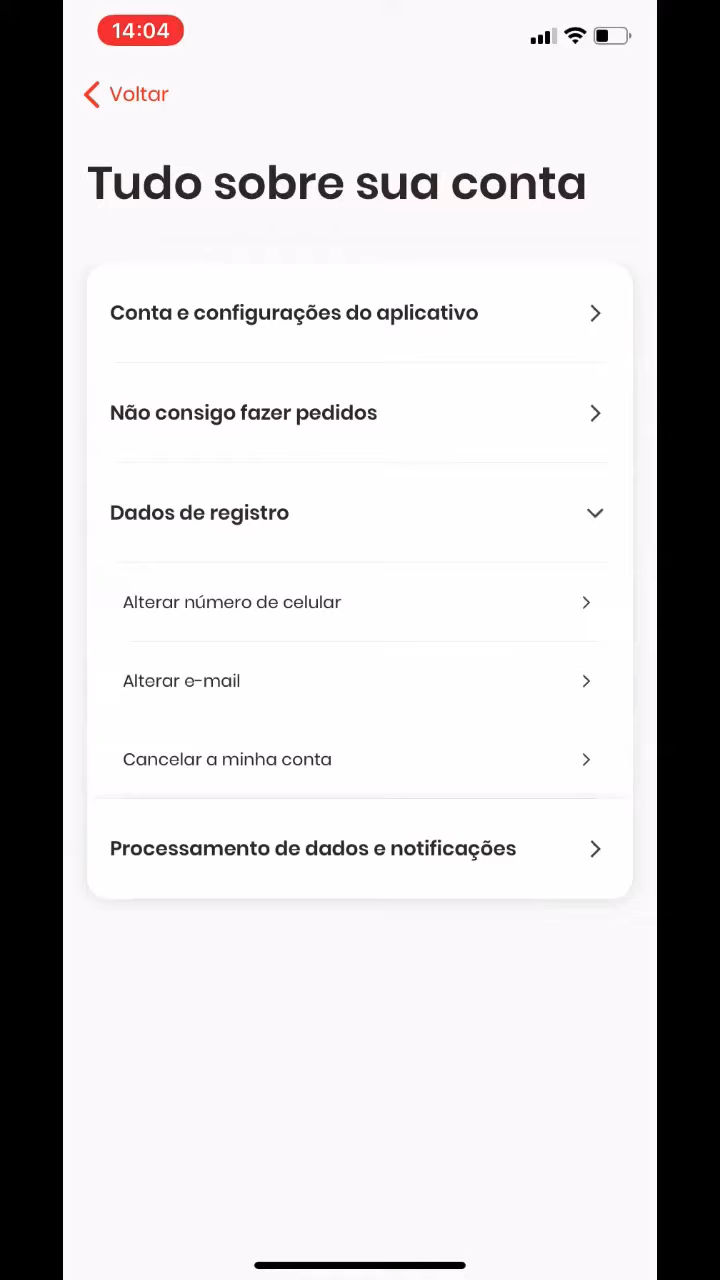 14:04
Voltar
Tudo sobre sua conta
Conta e configurações do aplicativo
Não consigo fazer pedidos
Dados de registro
Alterar número de celular
Alterar e-mail
Cancelar a minha conta
Processamento de dados e notificações